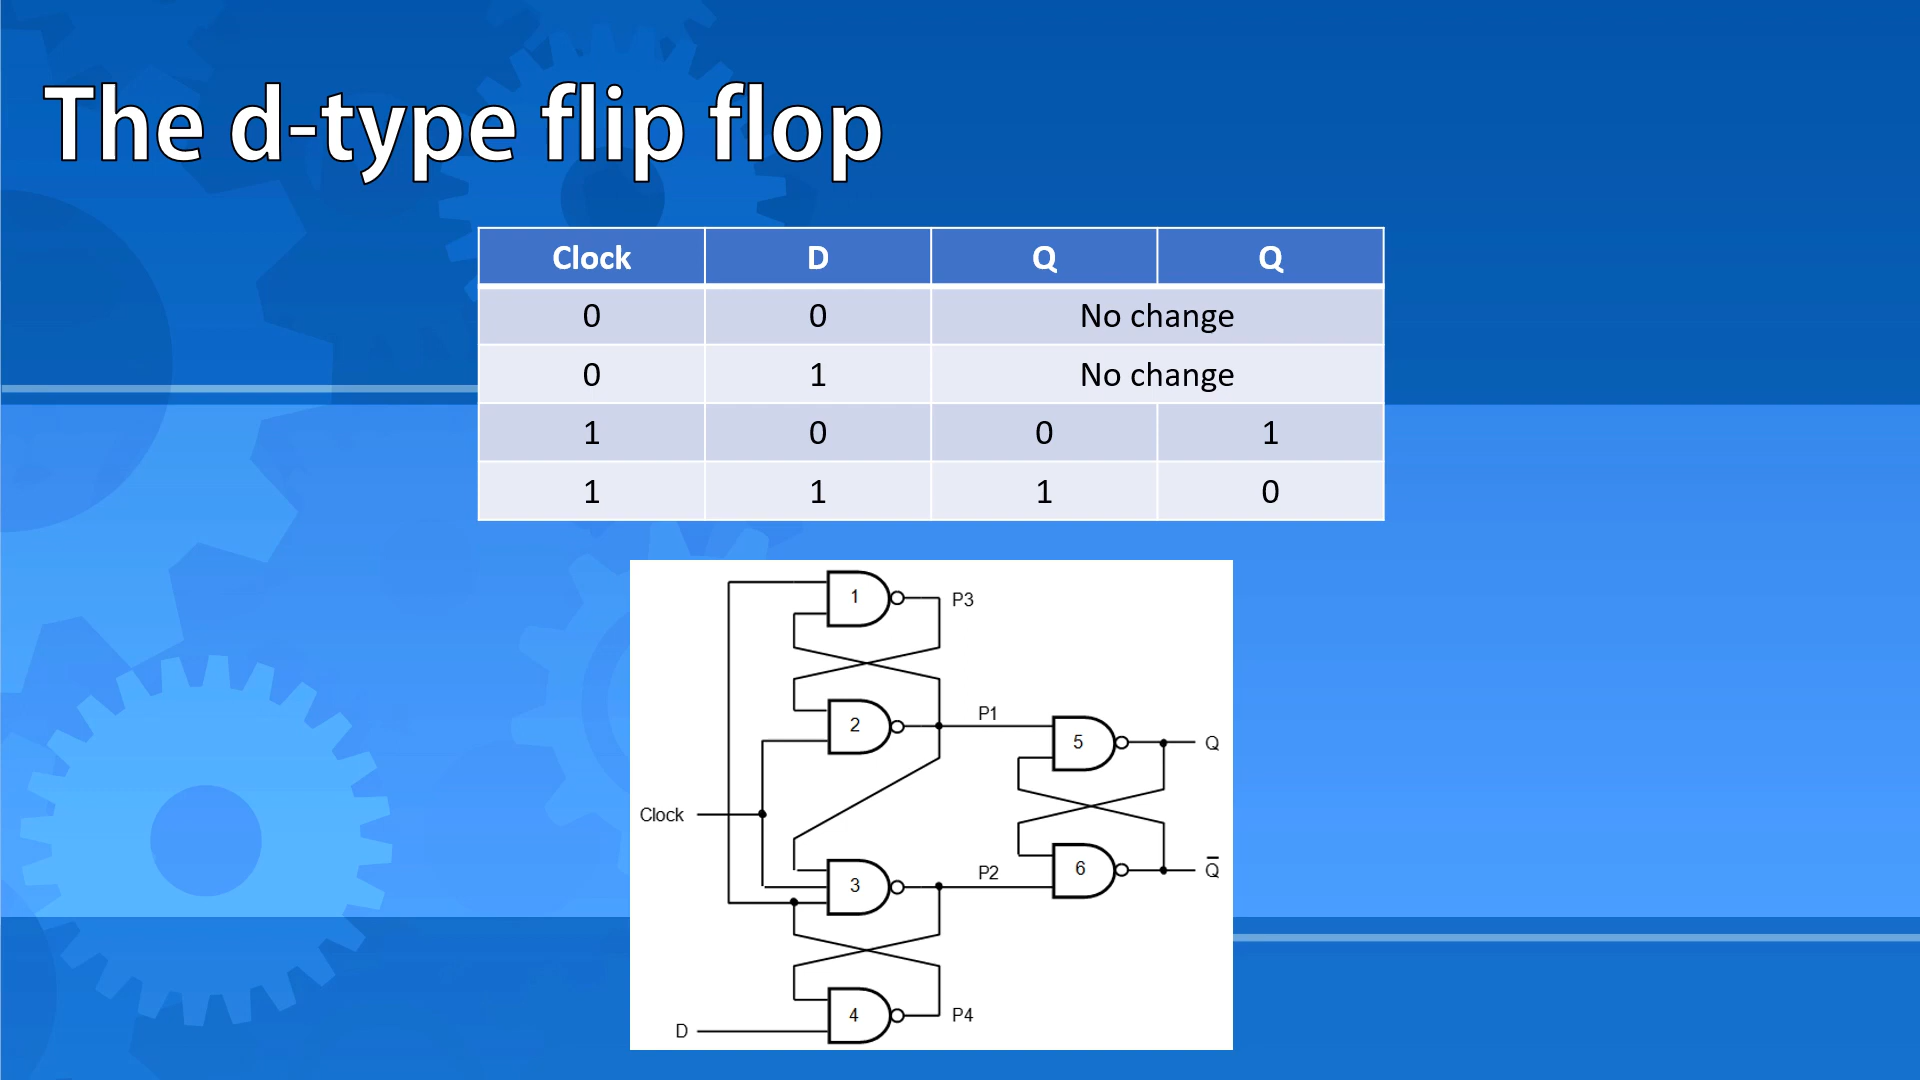 The d-type flip flop
Clock D Q Q
0 0 No change
0 1 No change
1 0 0 1
1 1 1 0
1 P3
2 P1
5 Q
Clock
3 P2
6 Q̅
4 P4
D